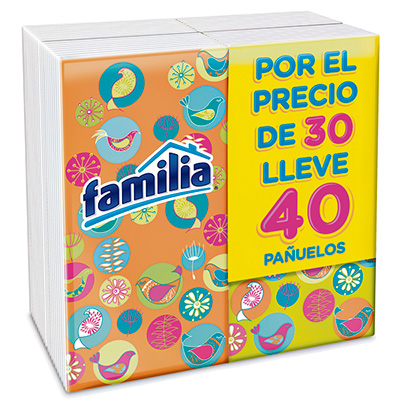 familia
POR EL
PRECIO
DE 30
LLEVE
40
PAÑUELOS